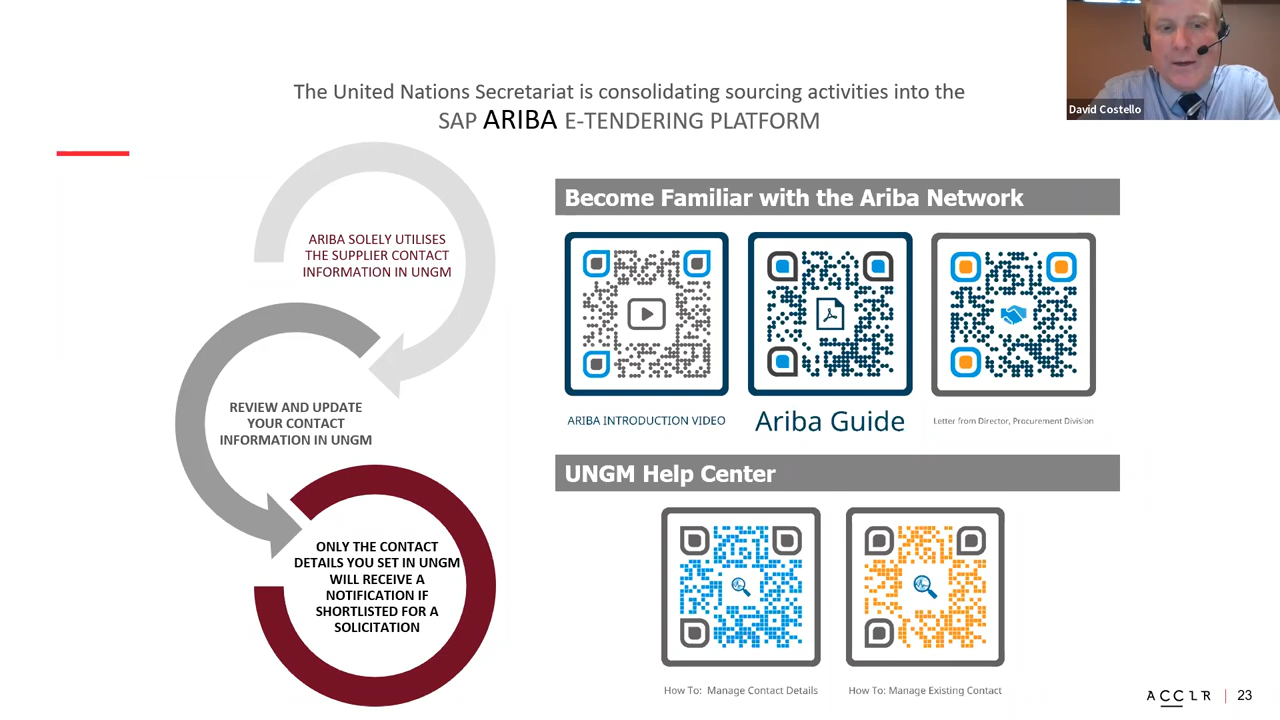 David Costello
The United Nations Secretariat is consolidating sourcing activities into the
SAP ARIBA E-TENDERING PLATFORM
ARIBA SOLELY UTILISES
THE SUPPLIER CONTACT
INFORMATION IN UNGM
REVIEW AND UPDATE
YOUR CONTACT
INFORMATION IN UNGM
ONLY THE CONTACT
DETAILS YOU SET IN UNGM
WILL RECEIVE A
NOTIFICATION IF
SHORTLISTED FOR A
SOLICITATION
Become Familiar with the Ariba Network
ARIBA INTRODUCTION VIDEO
Ariba Guide
Letter from Director, Procurement Division
UNGM Help Center
How To: Manage Contact Details
How To: Manage Existing Contact
ACCLR | 23